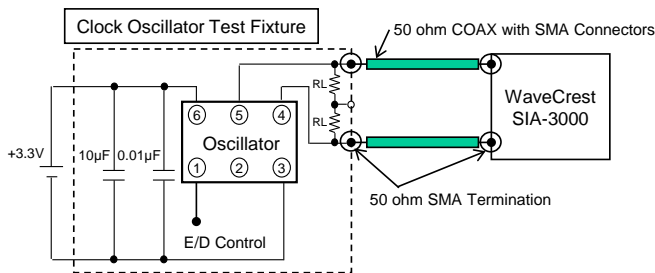 Clock Oscillator Test Fixture
50 ohm COAX with SMA Connectors
RL
RL
WaveCrest
SIA-3000
6 5 4
Oscillator
1 2 3
+3.3V
10µF
0.01µF
E/D Control
50 ohm SMA Termination